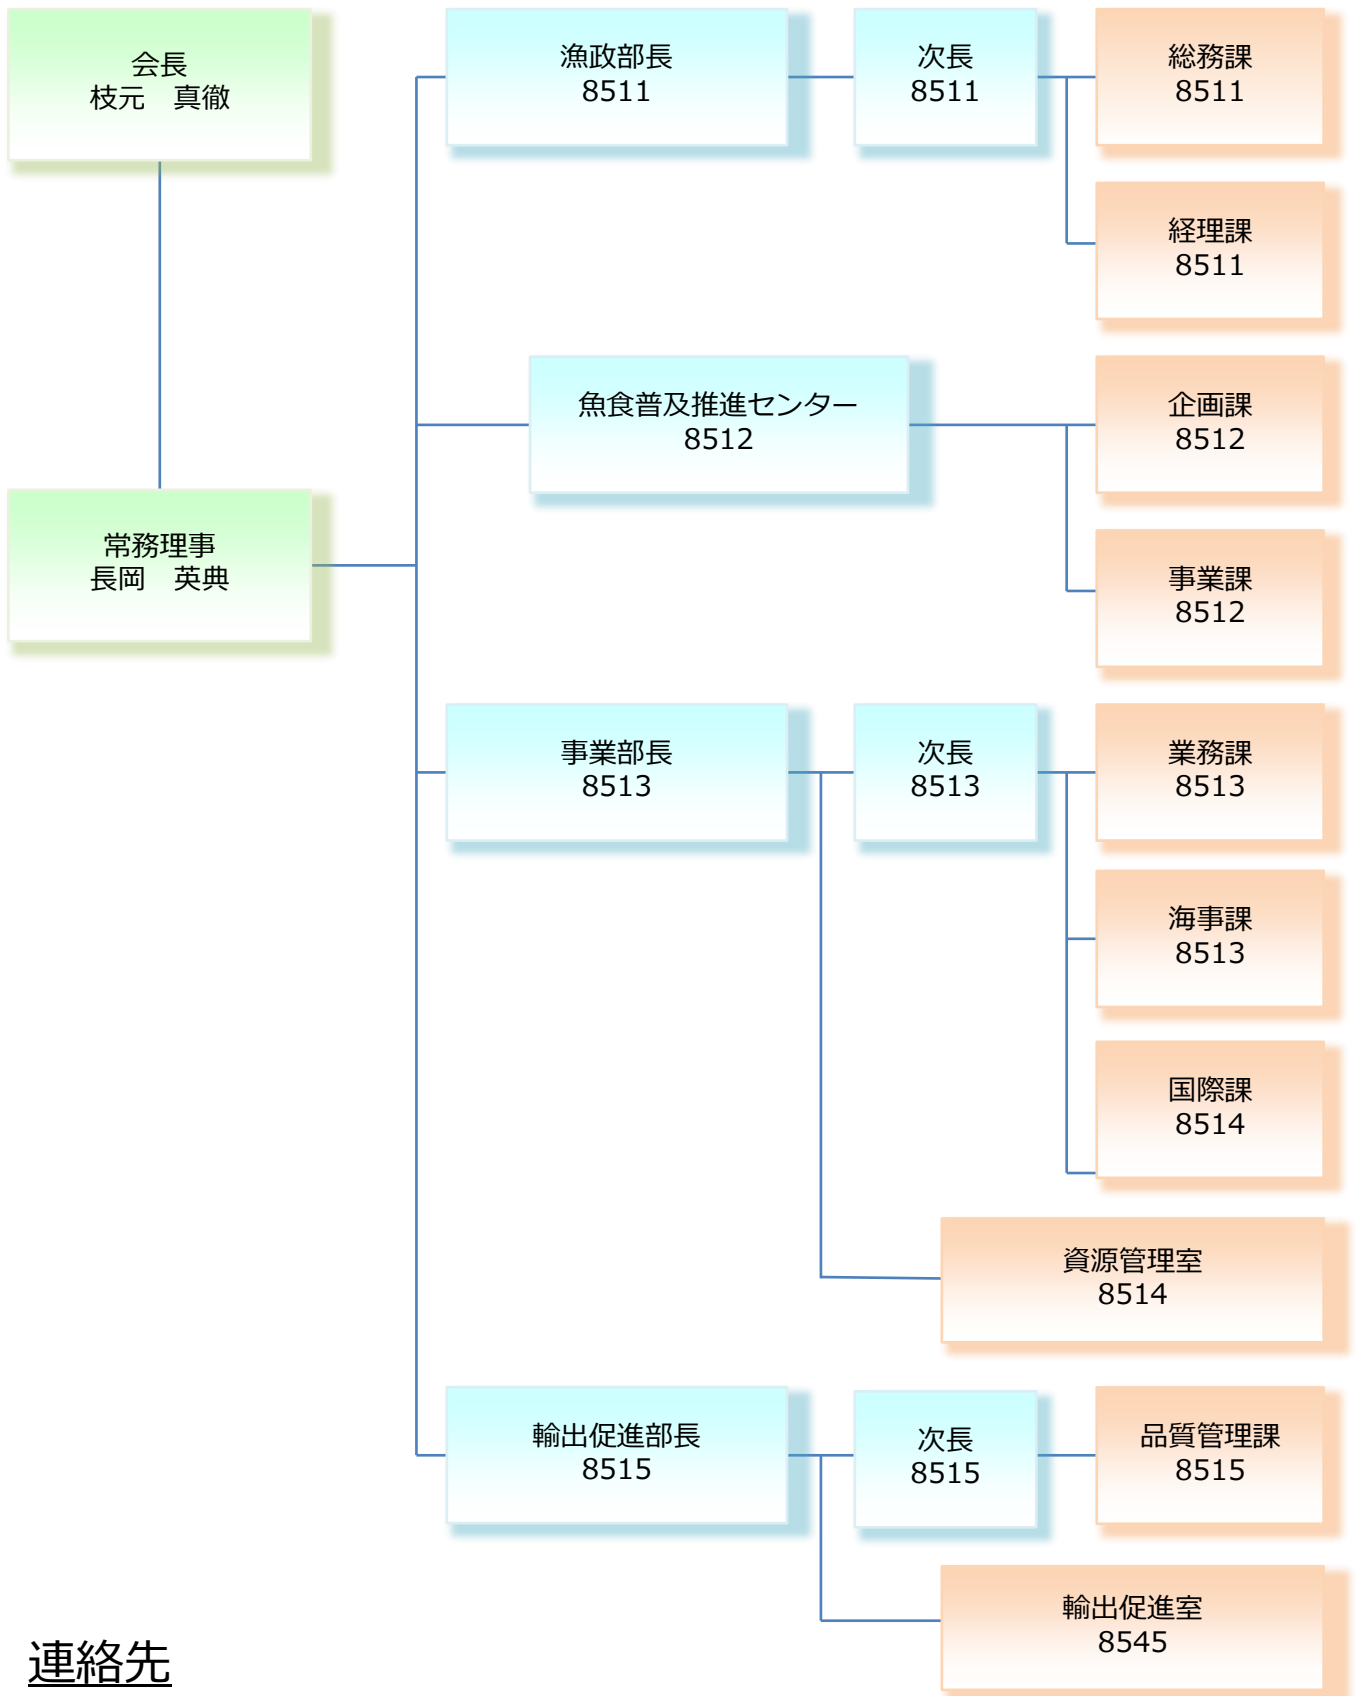 会長
枝元　真徹
常務理事
長岡　英典
漁政部長
8511
次長
8511
総務課
8511
経理課
8511
魚食普及推進センター
8512
企画課
8512
事業課
8512
事業部長
8513
次長
8513
業務課
8513
海事課
8513
国際課
8514
資源管理室
8514
輸出促進部長
8515
次長
8515
品質管理課
8515
輸出促進室
8545
連絡先